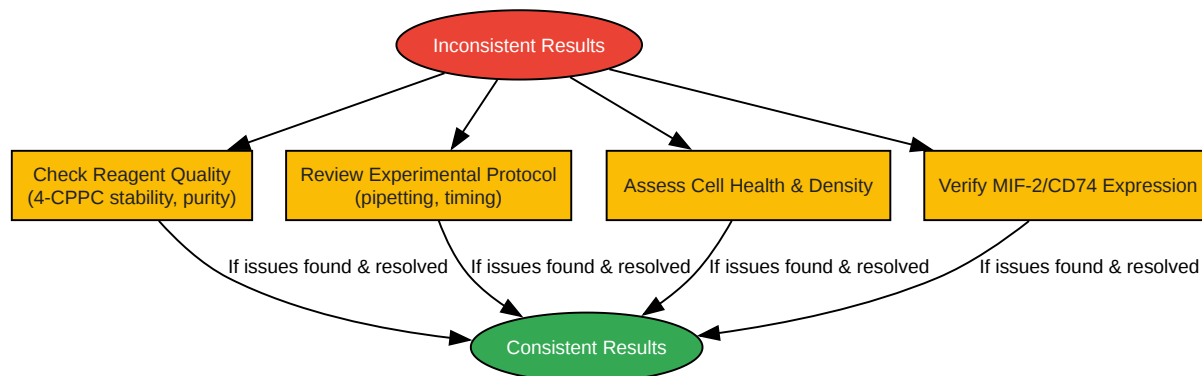 Inconsistent Results
Check Reagent Quality
(4-CPPC stability, purity)
Review Experimental Protocol
(pipetting, timing)
Assess Cell Health & Density
Verify MIF-2/CD74 Expression
If issues found & resolved
If issues found & resolved
If issues found & resolved
If issues found & resolved
Consistent Results